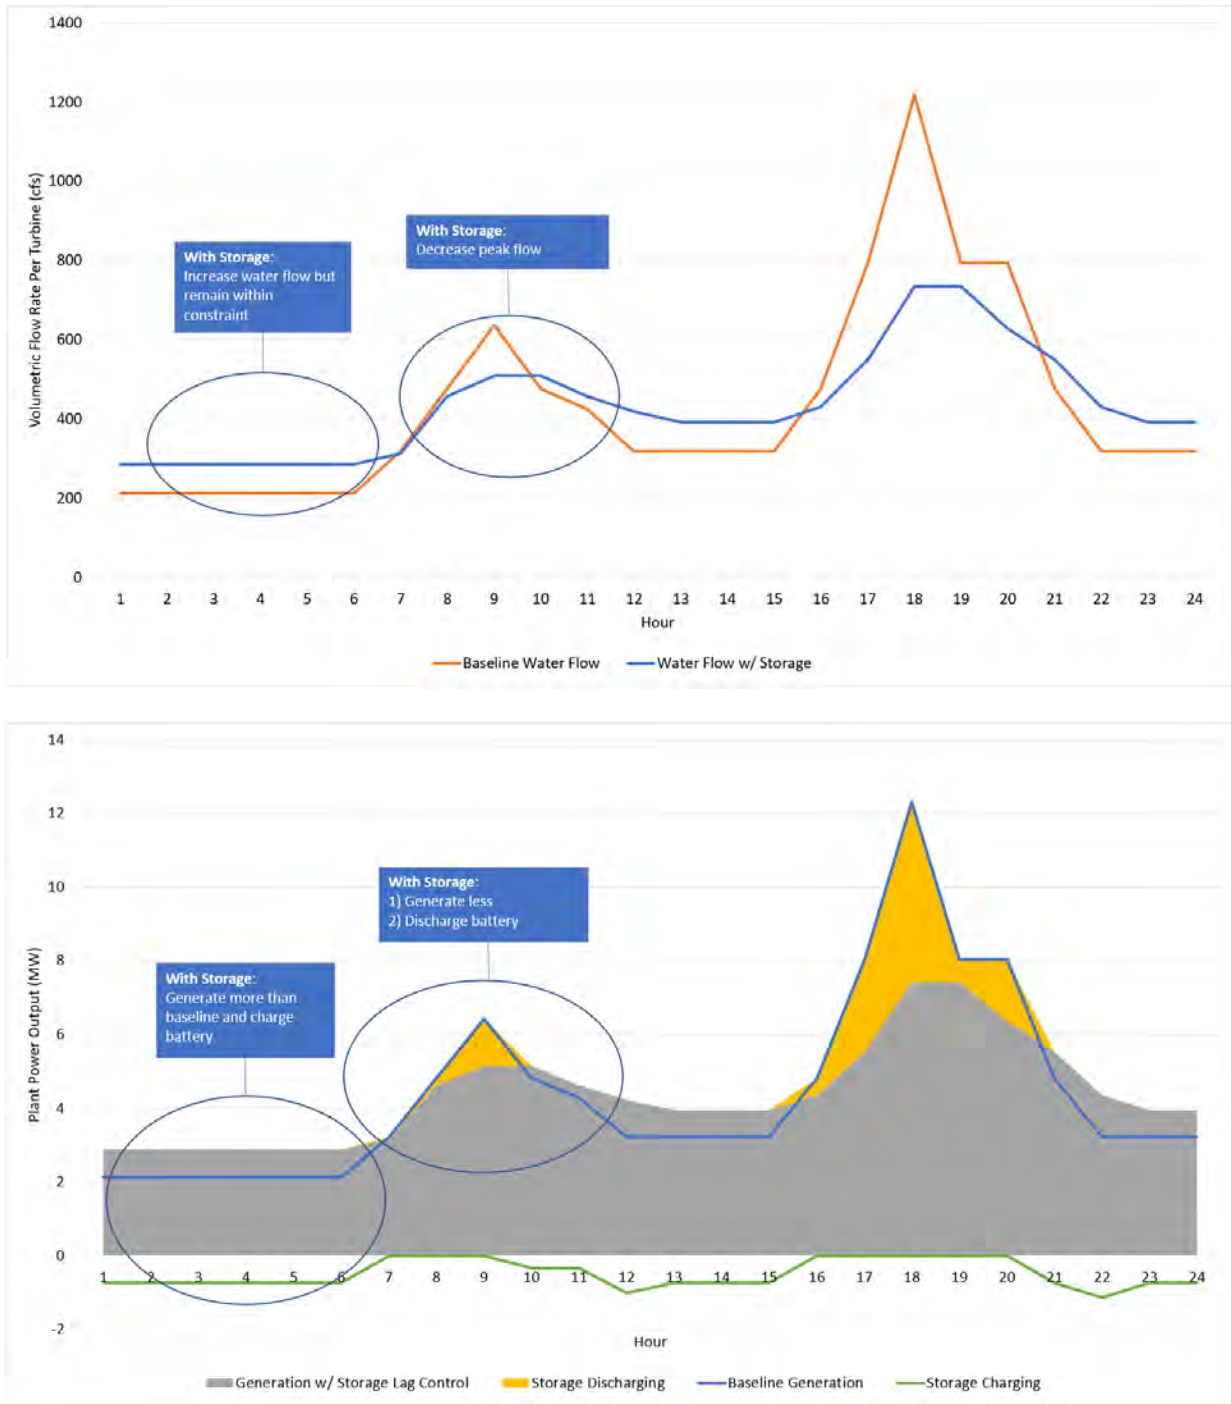 1400
1200
1000
800
600
400
200
0
Volumetric Flow Rate Per Turbine (cfs)
With Storage:
Increase water flow but
remain within
constraint
With Storage:
Decrease peak flow
1 2 3 4 5 6 7 8 9 10 11 12 13 14 15 16 17 18 19 20 21 22 23 24
Hour
Baseline Water Flow Water Flow w/ Storage
14
12
10
8
6
4
2
0
-2
Plant Power Output (MW)
With Storage:
Generate more than
baseline and charge
battery
With Storage:
1) Generate less
2) Discharge battery
1 2 3 4 5 6 7 8 9 10 11 12 13 14 15 16 17 18 19 20 21 22 23 24
Hour
Generation w/ Storage Lag Control Storage Discharging Baseline Generation Storage Charging